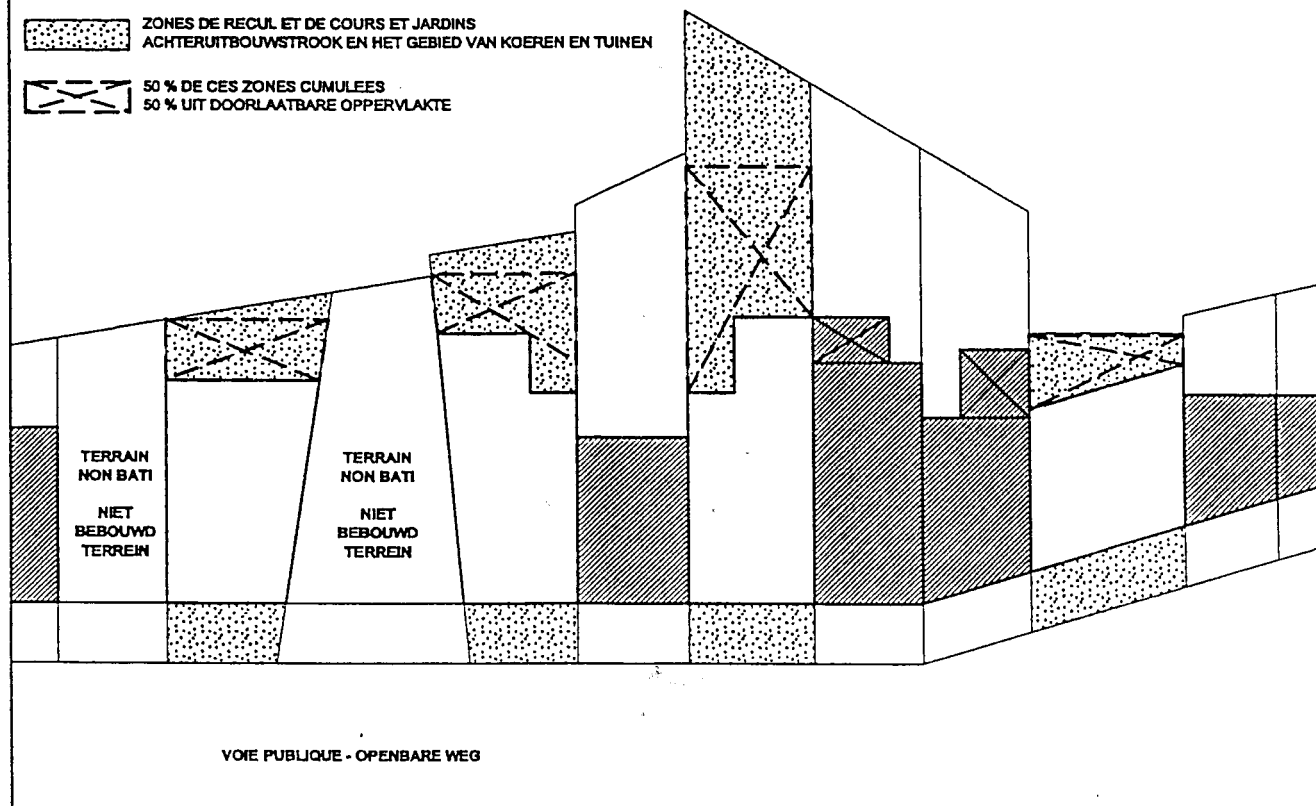 ZONES DE RECUL ET DE COURS ET JARDINS
ACHTERUITBOUWSTROOK EN HET GEBIED VAN KOEREN EN TUINEN
50 % DE CES ZONES CUMULEES
50 % UIT DOORLAATBARE OPPERVLAKTE
TERRAIN
NON BATI
NIET
BEBOUWD
TERREIN
TERRAIN
NON BATI
NIET
BEBOUWD
TERREIN
VOIE PUBLIQUE - OPENBARE WEG